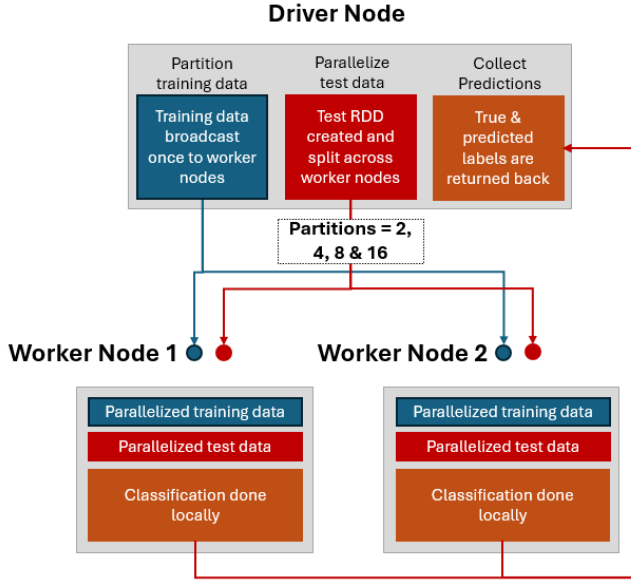 Driver Node
Partition
training data
Parallelize
test data
Collect
Predictions
Training data
broadcast
once to worker
nodes
Test RDD
created and
split across
worker nodes
True &
predicted
labels are
returned back
Partitions = 2,
4, 8 & 16
Worker Node 1
Worker Node 2
Parallelized training data
Parallelized test data
Classification done
locally
Parallelized training data
Parallelized test data
Classification done
locally